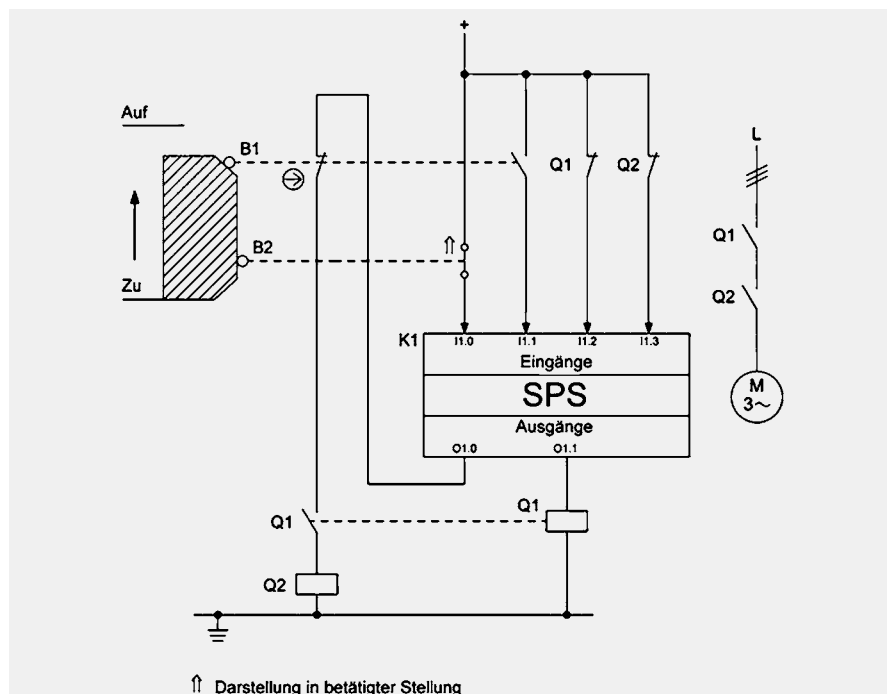 +
Auf
B1
Q1
Q2
L
B2
Zu
Q1
Q2
K1
I1.0
I1.1
I1.2
I1.3
Eingänge
SPS
Ausgänge
O1.0
O1.1
M
3~
Q1
Q1
Q2
⇑ Darstellung in betätigter Stellung